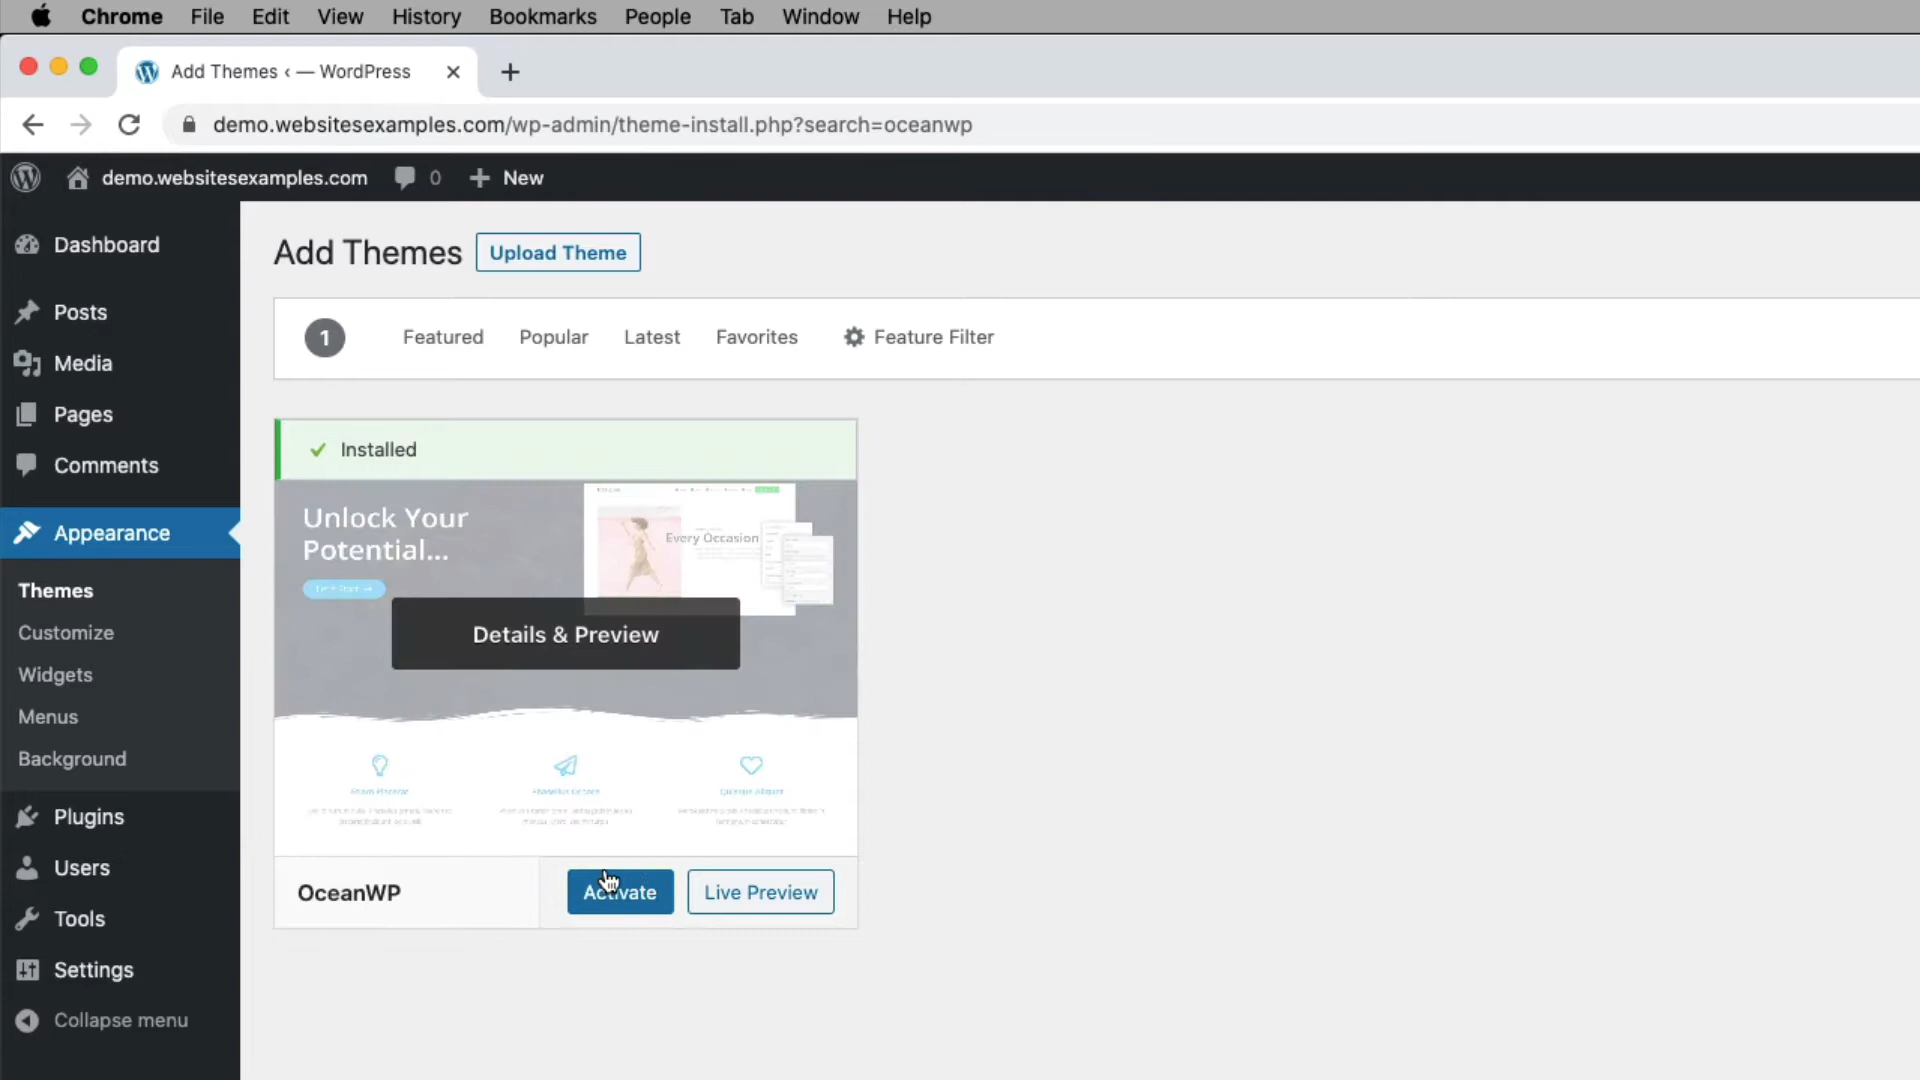 Chrome File Edit View History Bookmarks People Tab Window Help
Add Themes ‹ — WordPress
demo.websitesexamples.com/wp-admin/theme-install.php?search=oceanwp
demo.websitesexamples.com 0 New
Dashboard
Posts
Media
Pages
Comments
Appearance
Themes
Customize
Widgets
Menus
Background
Plugins
Users
Tools
Settings
Collapse menu
Add Themes Upload Theme
1 Featured Popular Latest Favorites Feature Filter
Installed
Unlock Your
Potential...
Every Occasion
Details & Preview
OceanWP Activate Live Preview